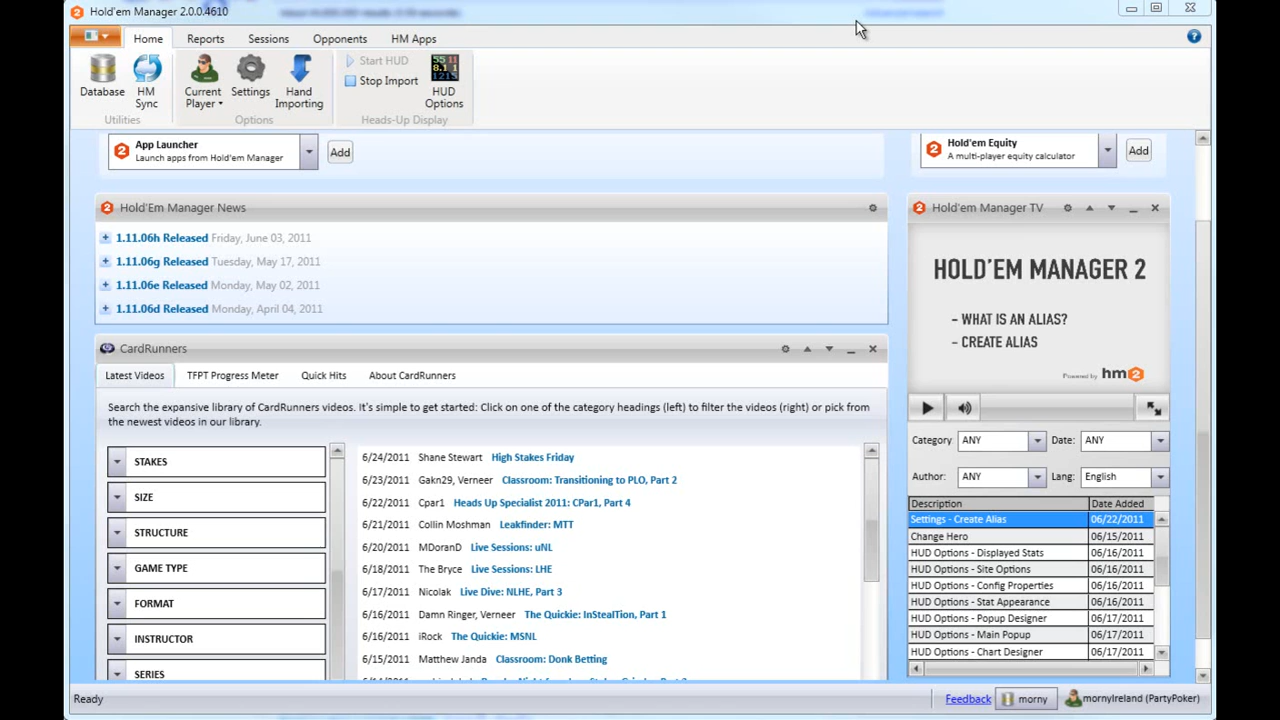 Hold'em Manager 2.0.0.4610
Home Reports Sessions Opponents HM Apps
Database HM Sync Current Player Settings Hand Importing Start HUD Stop Import HUD Options
Utilities Options Heads-Up Display
App Launcher
Launch apps from Hold'em Manager
Add
Hold'em Equity
A multi-player equity calculator
Add
Hold'Em Manager News
1.11.06h Released Friday, June 03, 2011
1.11.06g Released Tuesday, May 17, 2011
1.11.06e Released Monday, May 02, 2011
1.11.06d Released Monday, April 04, 2011
CardRunners
Latest Videos TFPT Progress Meter Quick Hits About CardRunners
Search the expansive library of CardRunners videos. It's simple to get started: Click on one of the category headings (left) to filter the videos (right) or pick from
the newest videos in our library.
STAKES
SIZE
STRUCTURE
GAME TYPE
FORMAT
INSTRUCTOR
SERIES
6/24/2011 Shane Stewart High Stakes Friday
6/23/2011 Gakn29, Verneer Classroom: Transitioning to PLO, Part 2
6/22/2011 Cpar1 Heads Up Specialist 2011: CPar1, Part 4
6/21/2011 Collin Moshman Leakfinder: MTT
6/20/2011 MDoranD Live Sessions: uNL
6/18/2011 The Bryce Live Sessions: LHE
6/17/2011 Nicolak Live Dive: NLHE, Part 3
6/16/2011 Damn Ringer, Verneer The Quickie: InStealTion, Part 1
6/16/2011 iRock The Quickie: MSNL
6/15/2011 Matthew Janda Classroom: Donk Betting
Hold'em Manager TV
HOLD'EM MANAGER 2
- WHAT IS AN ALIAS?
- CREATE ALIAS
Powered by hm2
Category ANY Date: ANY
Author: ANY Lang: English
Description Date Added
Settings - Create Alias 06/22/2011
Change Hero 06/15/2011
HUD Options - Displayed Stats 06/16/2011
HUD Options - Site Options 06/16/2011
HUD Options - Config Properties 06/16/2011
HUD Options - Stat Appearance 06/16/2011
HUD Options - Popup Designer 06/17/2011
HUD Options - Main Popup 06/17/2011
HUD Options - Chart Designer 06/17/2011
Ready Feedback morny mornyIreland (PartyPoker)